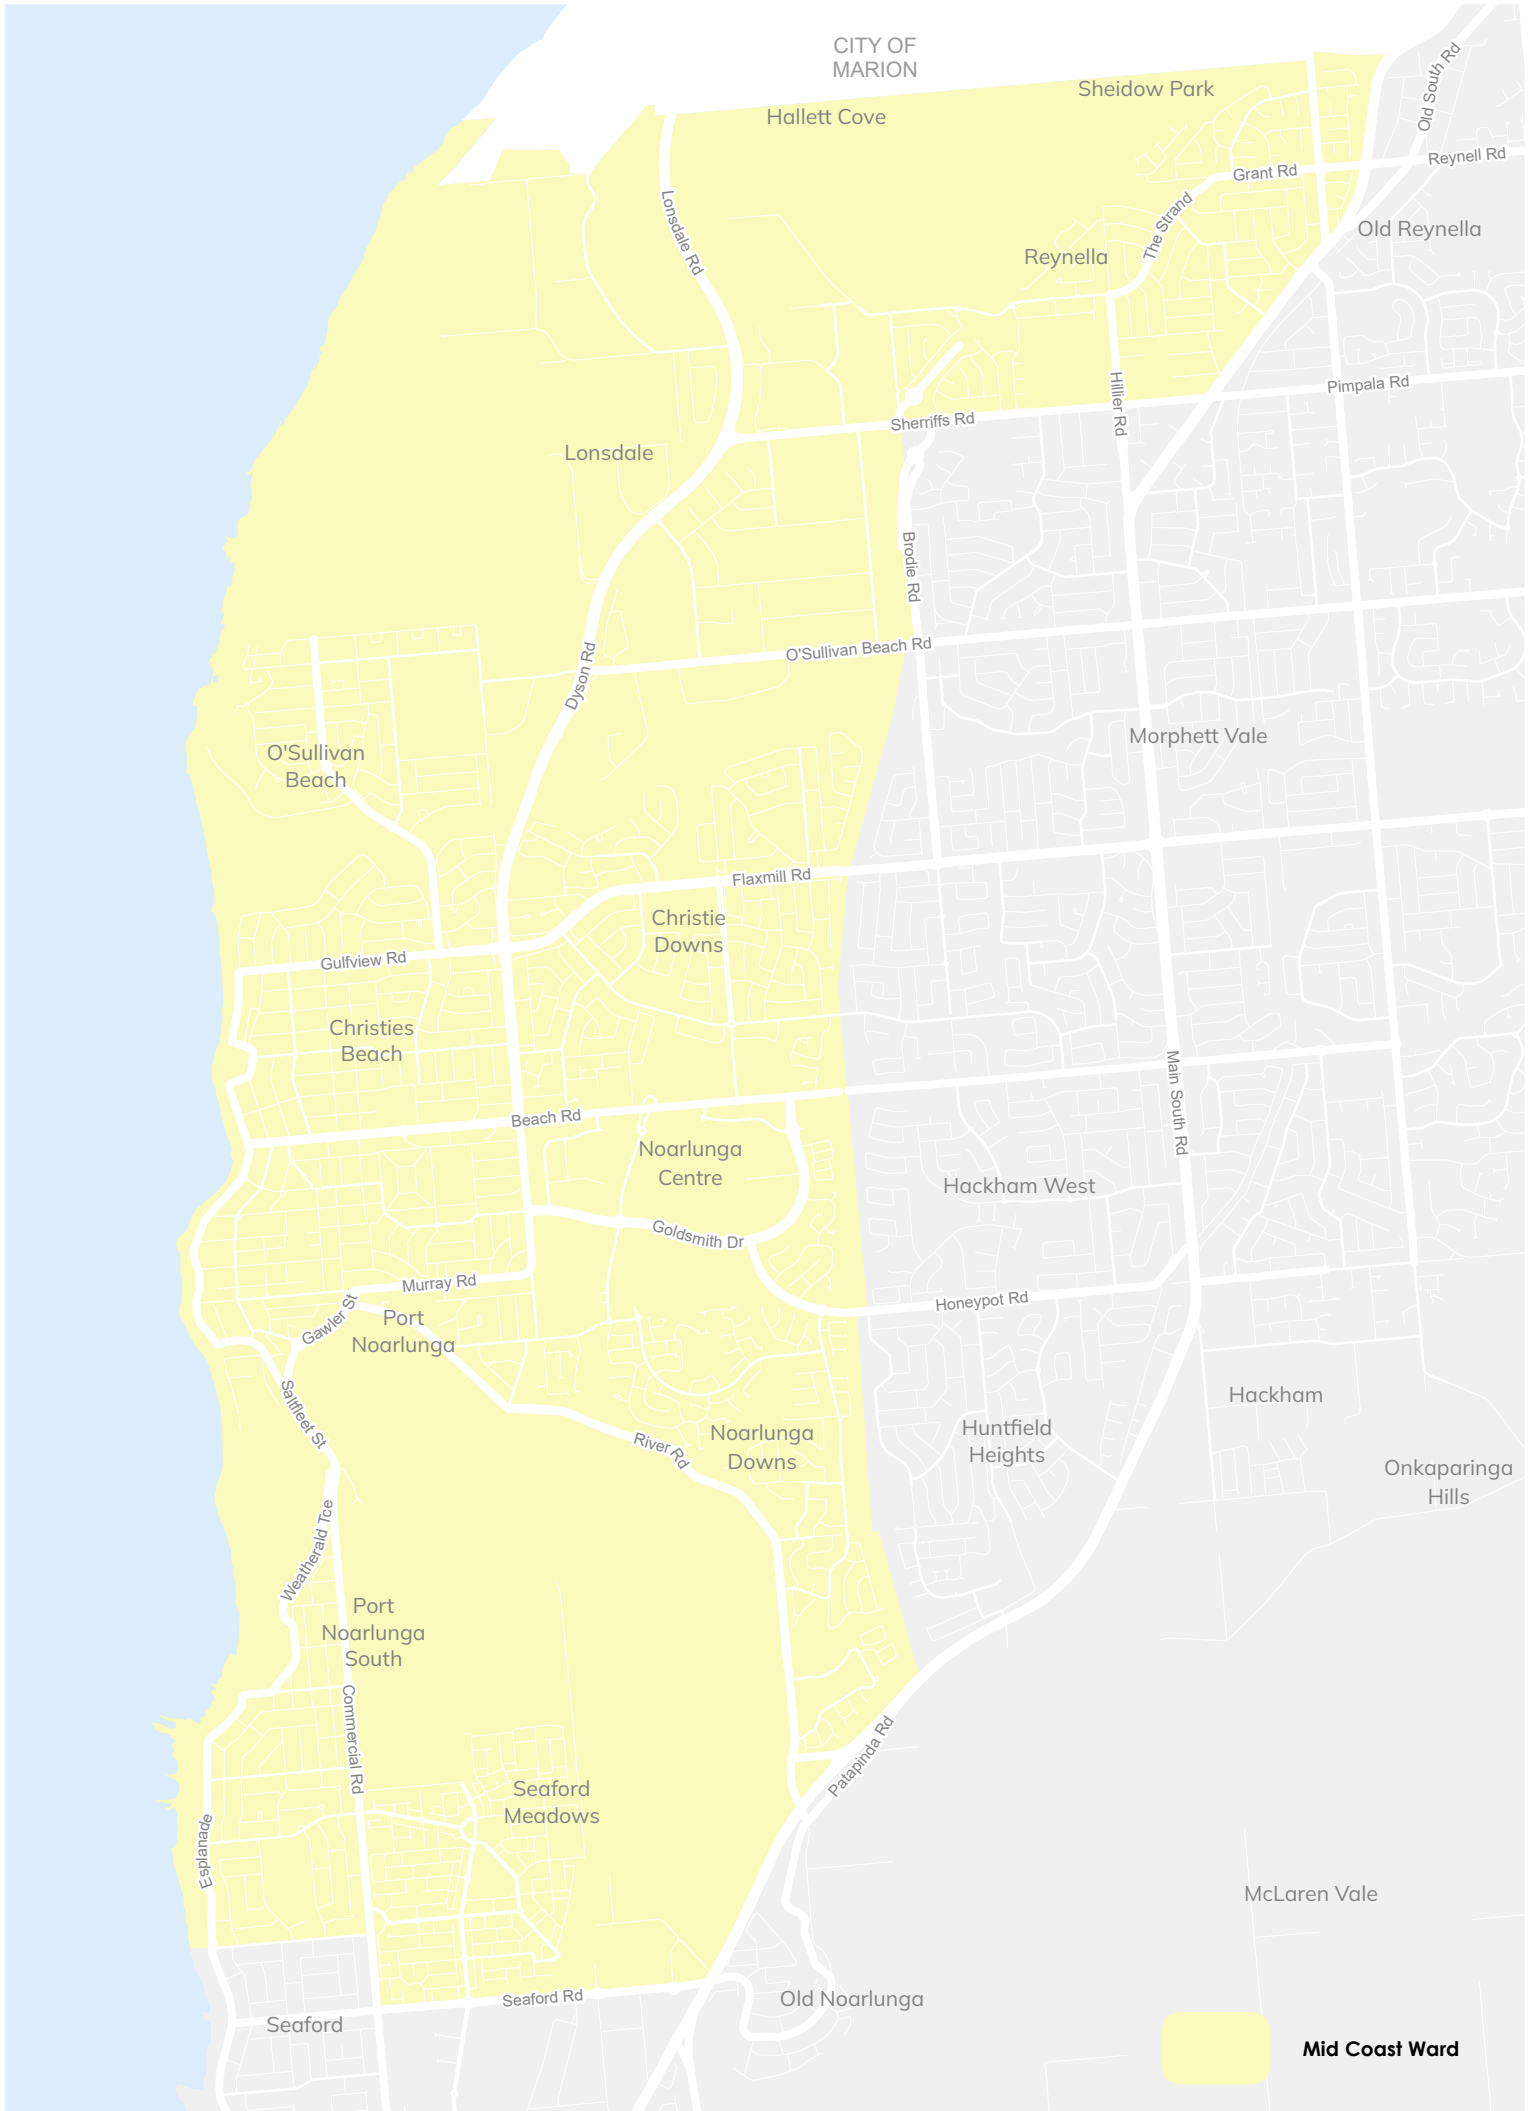 CITY OF
MARION
Old South Rd
Sheidow Park
Hallett Cove
Reynell Rd
Grant Rd
Lonsdale Rd
The Strand
Old Reynella
Reynella
Hillier Rd
Pimpala Rd
Sherriffs Rd
Lonsdale
Brodie Rd
O'Sullivan Beach Rd
Dyson Rd
Morphett Vale
O'Sullivan
Beach
Flaxmill Rd
Christie
Downs
Gulfview Rd
Christies
Beach
Main South Rd
Beach Rd
Noarlunga
Centre
Hackham West
Goldsmith Dr
Murray Rd
Honeypot Rd
Gawler St
Port
Noarlunga
Saltfleet St
Hackham
River Rd
Noarlunga
Downs
Huntfield
Heights
Onkaparinga
Hills
Weatherald Tce
Port
Noarlunga
South
Commercial Rd
Patapinda Rd
Seaford
Meadows
Esplanade
McLaren Vale
Seaford Rd
Old Noarlunga
Seaford
Mid Coast Ward